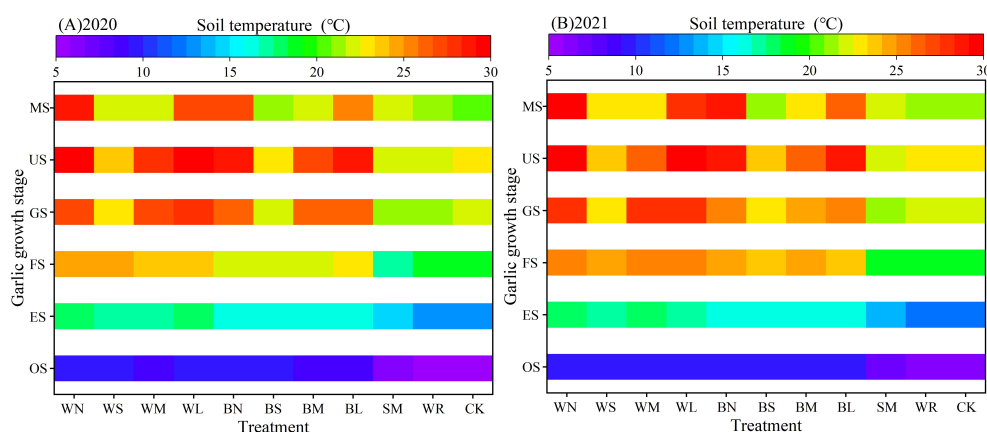 (A)2020 Soil temperature (℃)
5 10 15 20 25 30
Garlic growth stage
MS
US
GS
FS
ES
OS
WN WS WM WL BN BS BM BL SM WR CK
Treatment
(B)2021 Soil temperature (℃)
5 10 15 20 25 30
Garlic growth stage
MS
US
GS
FS
ES
OS
WN WS WM WL BN BS BM BL SM WR CK
Treatment